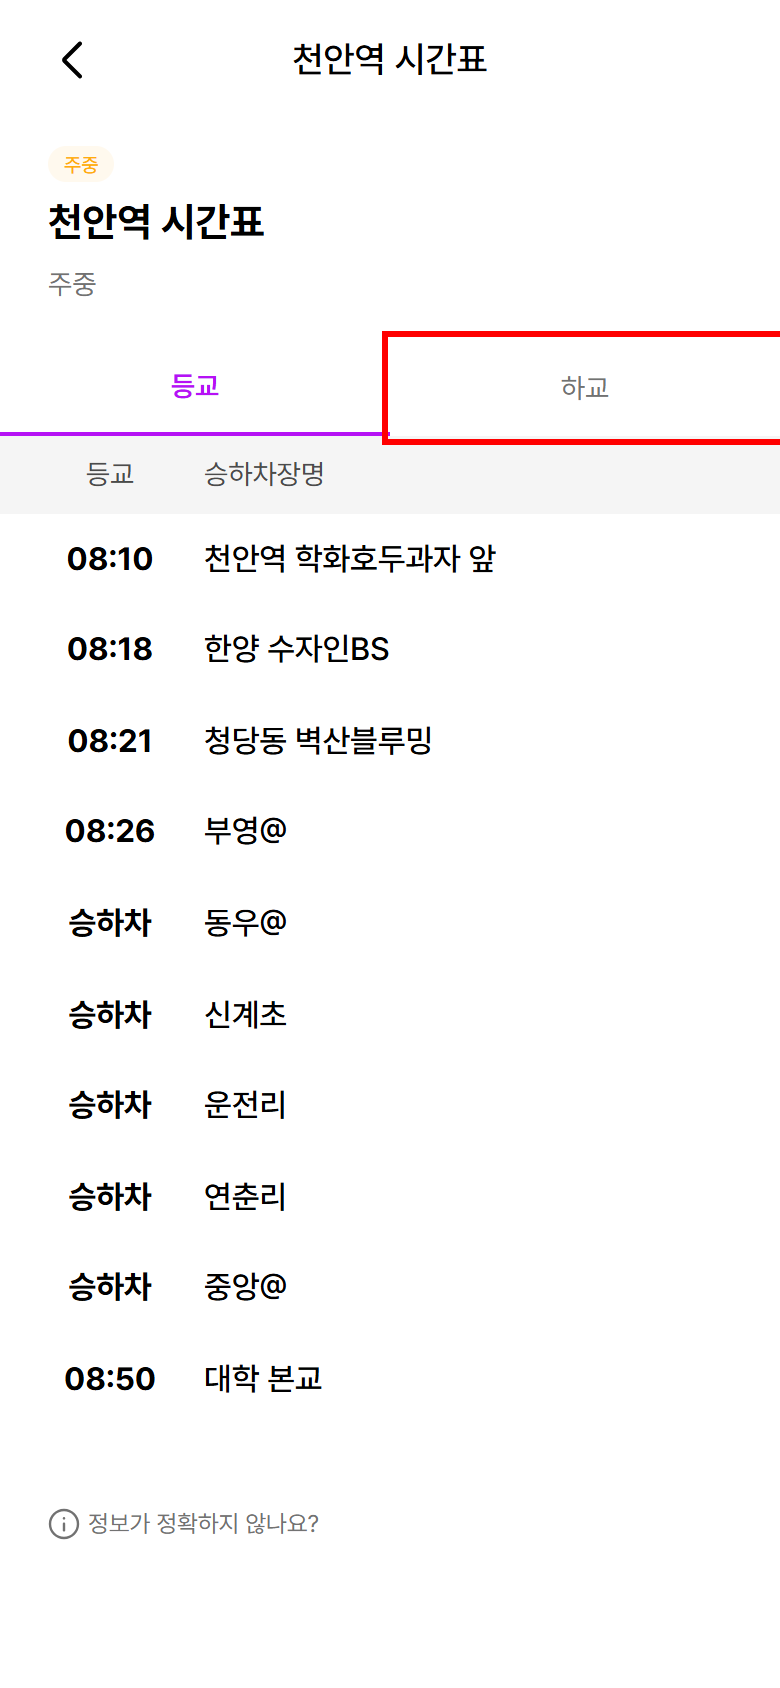 천안역 시간표
주중
천안역 시간표
주중
등교 하교
등교 승하차장명
08:10 천안역 학화호두과자 앞
08:18 한양 수자인BS
08:21 청당동 벽산블루밍
08:26 부영@
승하차 동우@
승하차 신계초
승하차 운전리
승하차 연춘리
승하차 중앙@
08:50 대학 본교
정보가 정확하지 않나요?